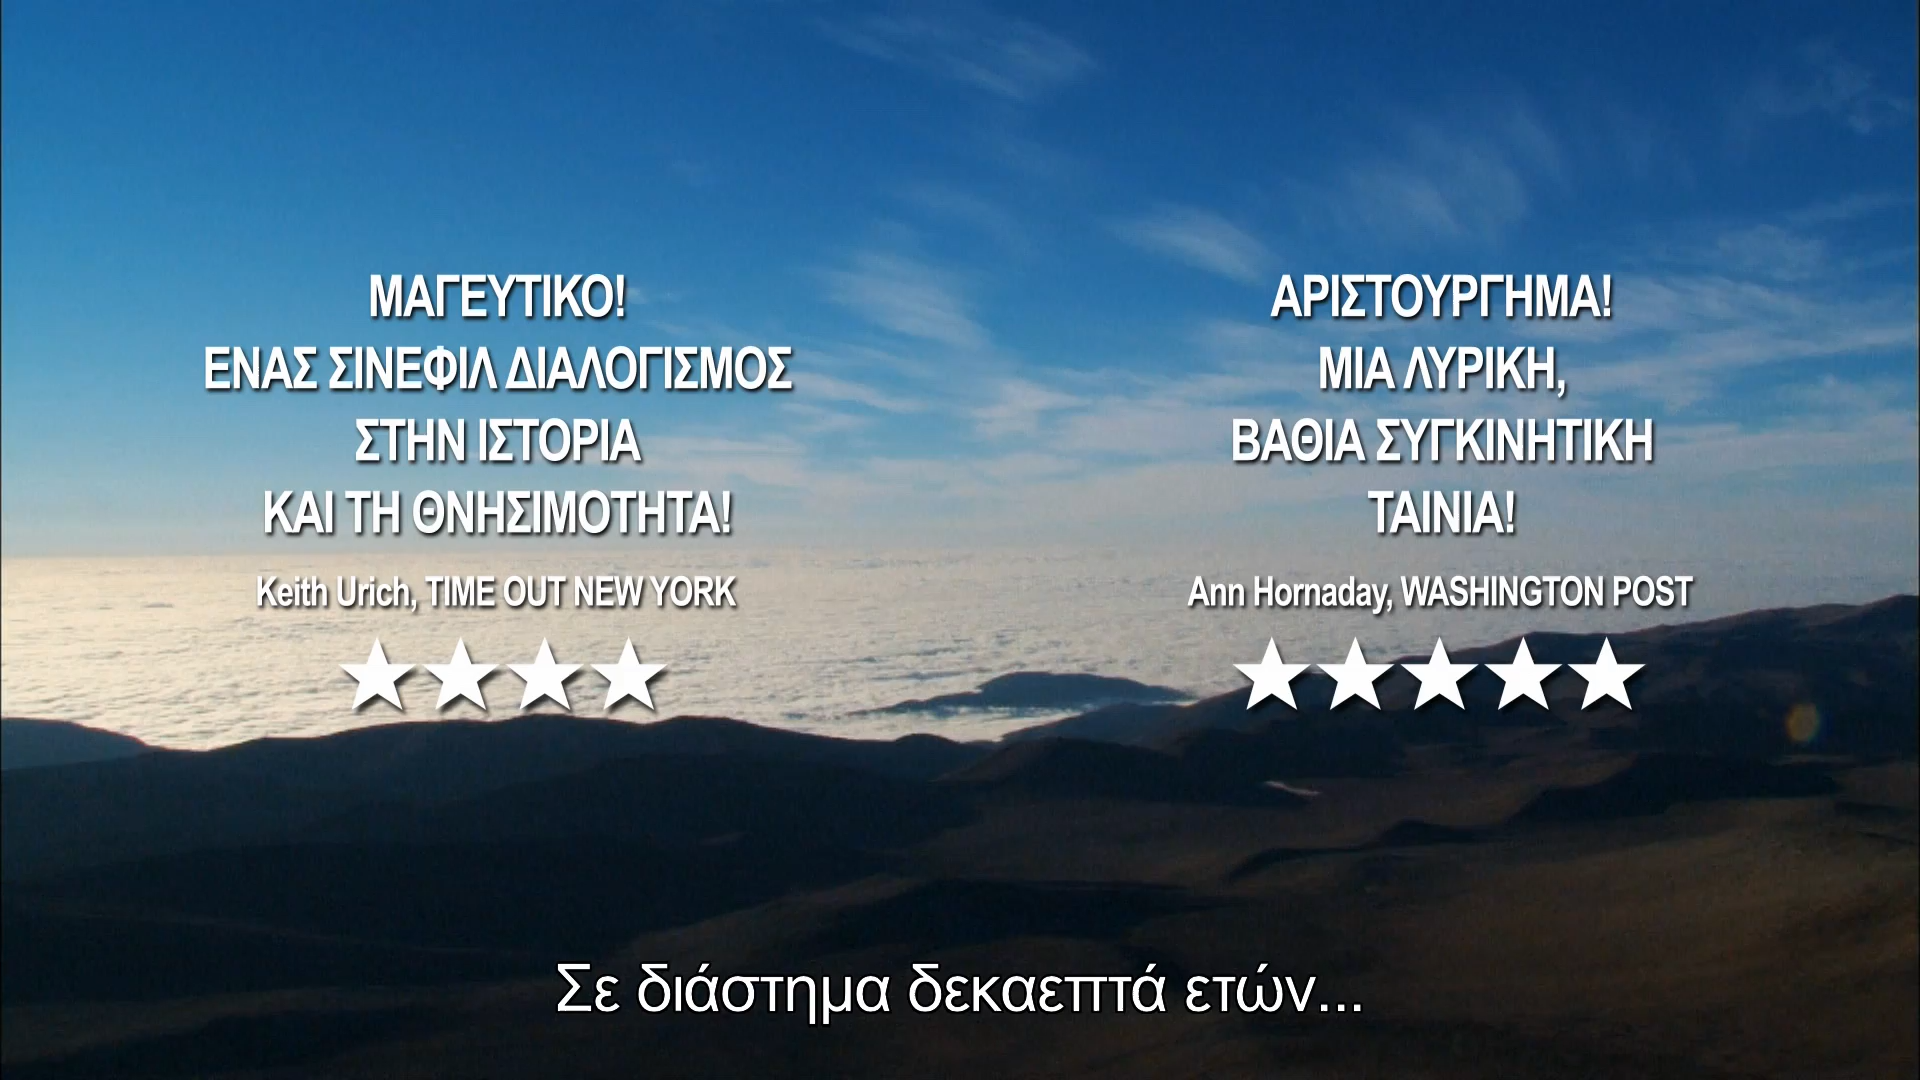 ΜΑΓΕΥΤΙΚΟ!
ΕΝΑΣ ΣΙΝΕΦΙΛ ΔΙΑΛΟΓΙΣΜΟΣ
ΣΤΗΝ ΙΣΤΟΡΙΑ
ΚΑΙ ΤΗ ΘΝΗΣΙΜΟΤΗΤΑ!
Keith Urich, TIME OUT NEW YORK
★★★★
ΑΡΙΣΤΟΥΡΓΗΜΑ!
ΜΙΑ ΛΥΡΙΚΗ,
ΒΑΘΙΑ ΣΥΓΚΙΝΗΤΙΚΗ
ΤΑΙΝΙΑ!
Ann Hornaday, WASHINGTON POST
★★★★★
Σε διάστημα δεκαεπτά ετών...